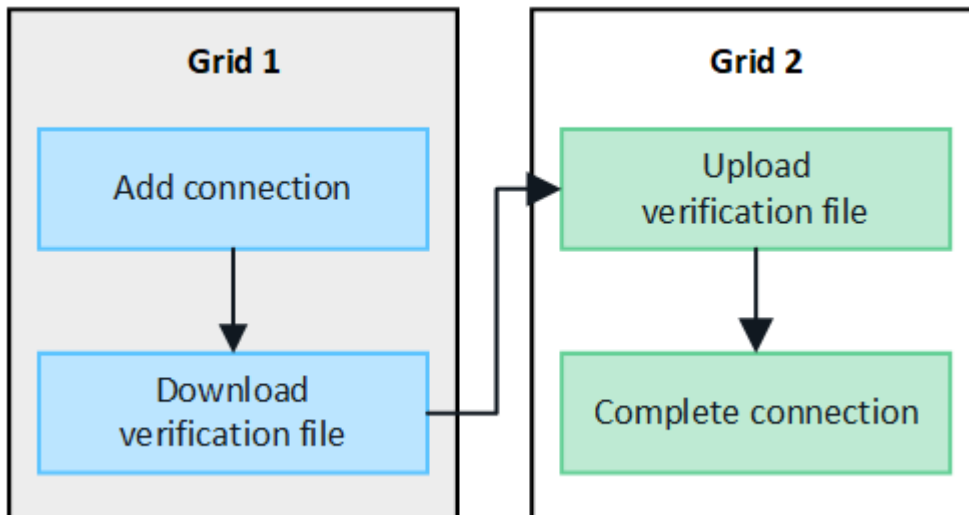 Grid 1
Add connection
Download
verification file
Grid 2
Upload
verification file
Complete connection